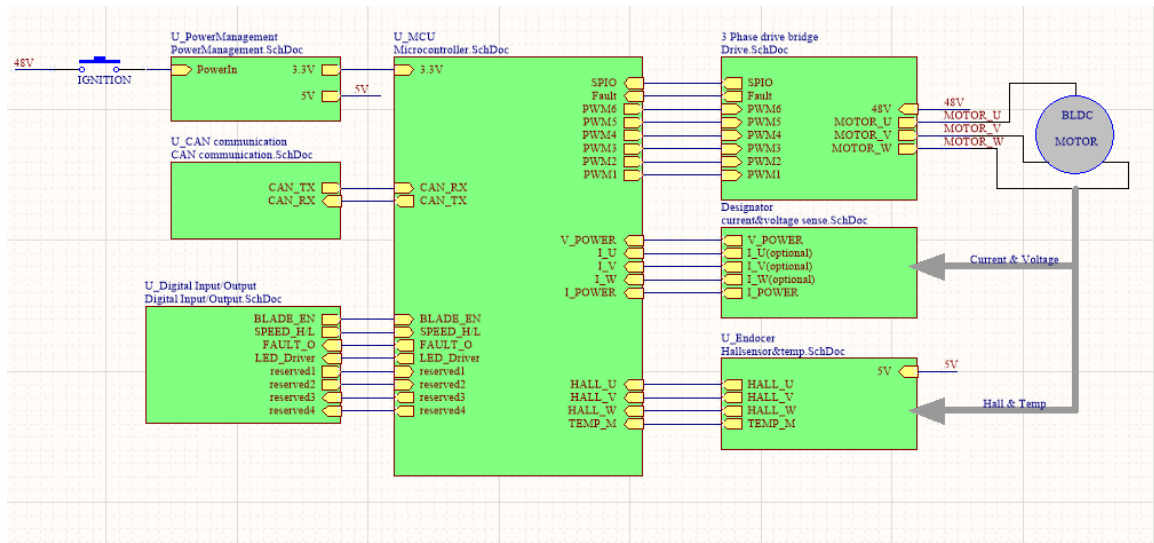 U_PowerManagement
PowerManagement.SchDoc
48V
IGNITION
PowerIn
3.3V
5V
5V
U_CAN communication
CAN communication.SchDoc
CAN_TX
CAN_RX
U_Digital Input/Output
Digital Input/Output.SchDoc
BLADE_EN
SPEED_H/L
FAULT_O
LED_Driver
reserved1
reserved2
reserved3
reserved4
U_MCU
Microcontroller.SchDoc
3.3V
CAN_RX
CAN_TX
BLADE_EN
SPEED_H/L
FAULT_O
LED_Driver
reserved1
reserved2
reserved3
reserved4
SPIO
Fault
PWM6
PWM5
PWM4
PWM3
PWM2
PWM1
V_POWER
I_U
I_V
I_W
I_POWER
HALL_U
HALL_V
HALL_W
TEMP_M
3 Phase drive bridge
Drive.SchDoc
SPIO
Fault
PWM6
PWM5
PWM4
PWM3
PWM2
PWM1
48V
MOTOR_U
MOTOR_V
MOTOR_W
48V
MOTOR_U
MOTOR_V
MOTOR_W
BLDC
MOTOR
Designator
current&voltage sense.SchDoc
V_POWER
I_U(optional)
I_V(optional)
I_W(optional)
I_POWER
Current & Voltage
U_Endocer
Hallsensor&temp.SchDoc
5V
5V
HALL_U
HALL_V
HALL_W
TEMP_M
Hall & Temp